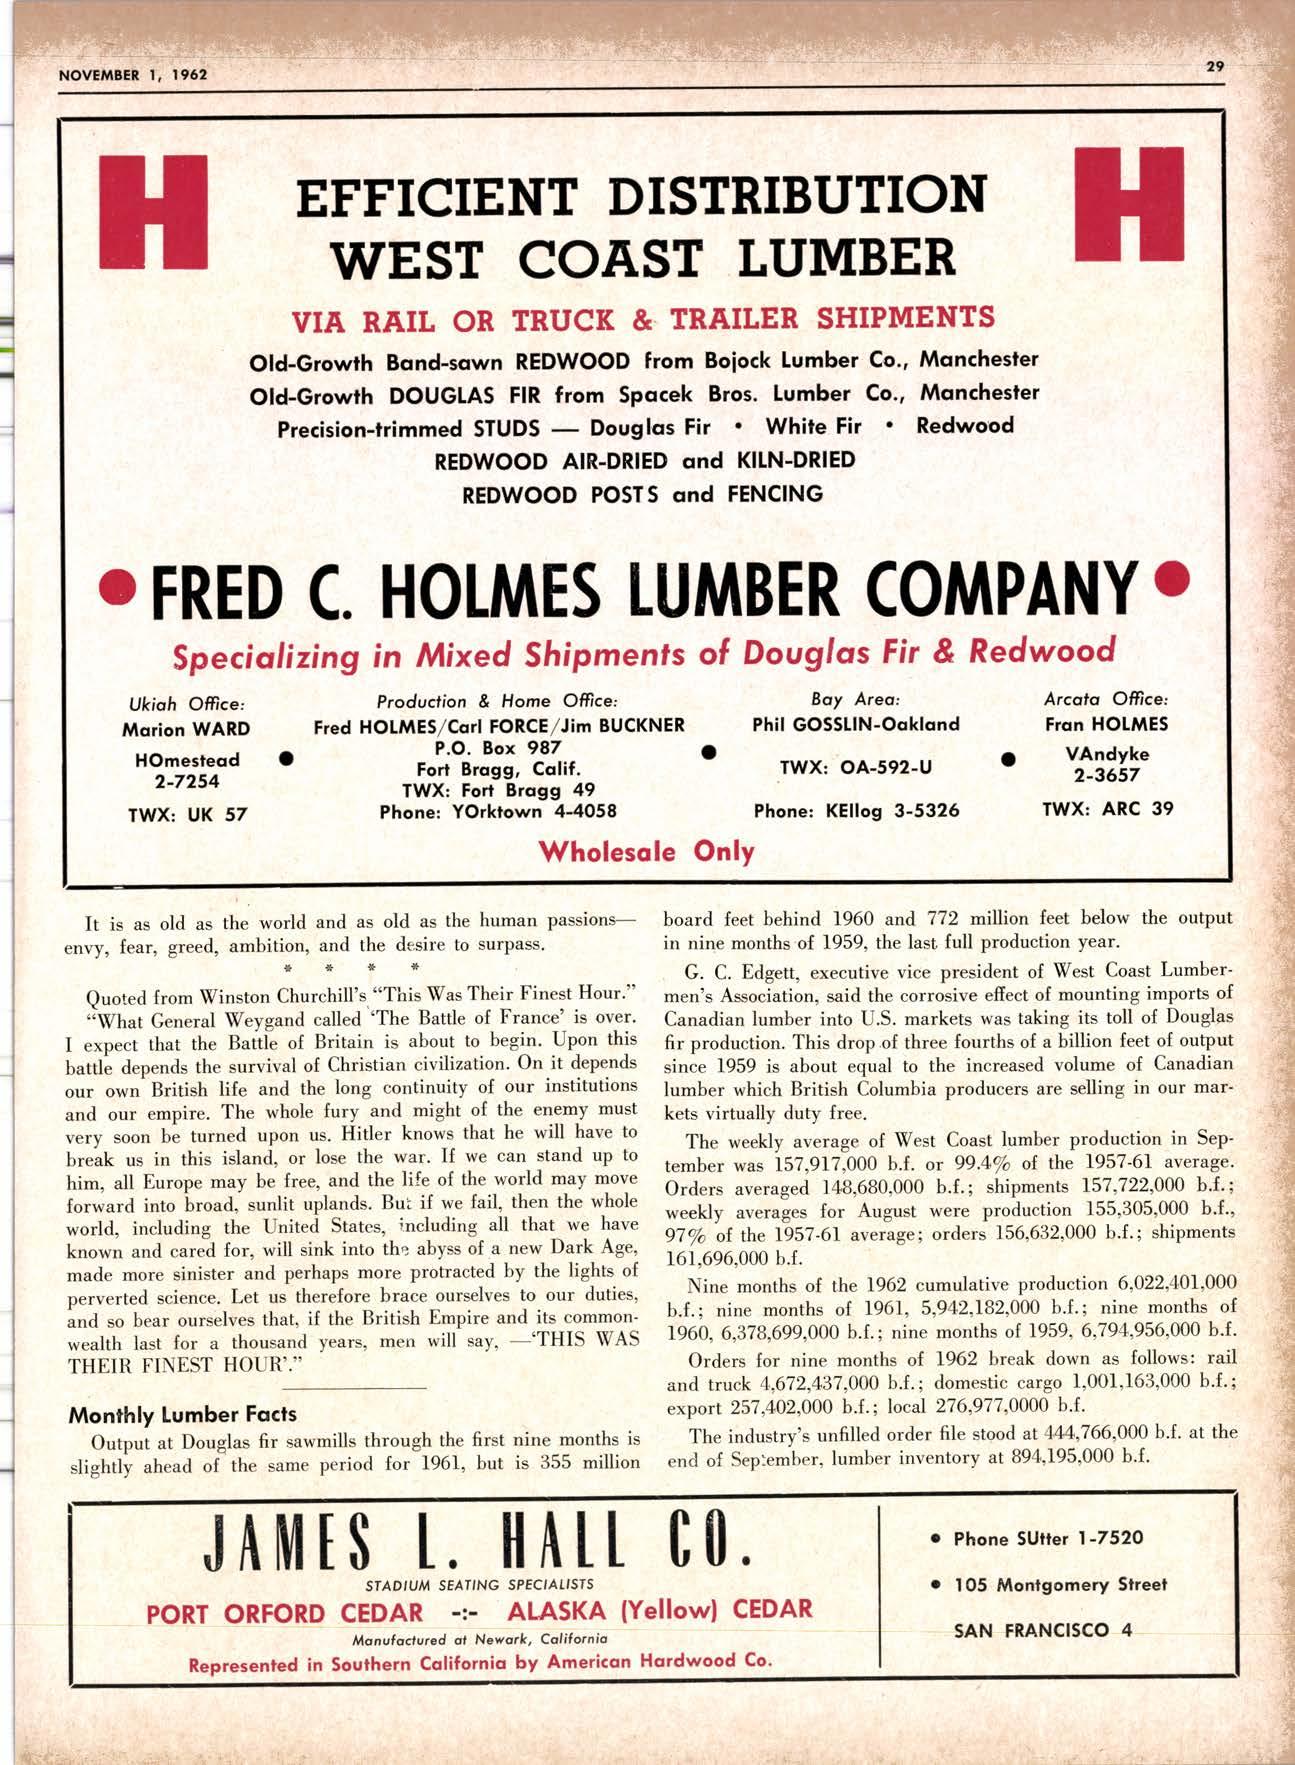 NOVEMBER 1, 1962
29
H
H
EFFICIENT DISTRIBUTION
WEST COAST LUMBER
VIA RAIL OR TRUCK & TRAILER SHIPMENTS
Old-Growth Band-sawn REDWOOD from Bojock Lumber Co., Manchester
Old-Growth DOUGLAS FIR from Spacek Bros. Lumber Co., Manchester
Precision-trimmed STUDS — Douglas Fir • White Fir • Redwood
REDWOOD AIR-DRIED and KILN-DRIED
REDWOOD POSTS and FENCING
• FRED C. HOLMES LUMBER COMPANY •
Specializing in Mixed Shipments of Douglas Fir & Redwood
Ukiah Office:
Marion WARD
HOmestead
2-7254
TWX: UK 57
•
Production & Home Office:
Fred HOLMES/Carl FORCE/Jim BUCKNER
P.O. Box 987
Fort Bragg, Calif.
TWX: Fort Bragg 49
Phone: YOrktown 4-4058
•
Bay Area:
Phil GOSSLIN-Oakland
TWX: OA-592-U
Phone: KEllog 3-5326
•
Arcata Office:
Fran HOLMES
VAndyke
2-3657
TWX: ARC 39
Wholesale Only
It is as old as the world and as old as the human passions—
envy, fear, greed, ambition, and the desire to surpass.
* * * *
Quoted from Winston Churchill's "This Was Their Finest Hour."
"What General Weygand called 'The Battle of France' is over.
I expect that the Battle of Britain is about to begin. Upon this
battle depends the survival of Christian civilization. On it depends
our own British life and the long continuity of our institutions
and our empire. The whole fury and might of the enemy must
very soon be turned upon us. Hitler knows that he will have to
break us in this island, or lose the war. If we can stand up to
him, all Europe may be free, and the life of the world may move
forward into broad, sunlit uplands. But if we fail, then the whole
world, including the United States, including all that we have
known and cared for, will sink into the abyss of a new Dark Age,
made more sinister and perhaps more protracted by the lights of
perverted science. Let us therefore brace ourselves to our duties,
and so bear ourselves that, if the British Empire and its common-
wealth last for a thousand years, men will say, —'THIS WAS
THEIR FINEST HOUR'."
Monthly Lumber Facts
Output at Douglas fir sawmills through the first nine months is
slightly ahead of the same period for 1961, but is 355 million
board feet behind 1960 and 772 million feet below the output
in nine months of 1959, the last full production year.
G. C. Edgett, executive vice president of West Coast Lumber-
men's Association, said the corrosive effect of mounting imports of
Canadian lumber into U.S. markets was taking its toll of Douglas
fir production. This drop of three fourths of a billion feet of output
since 1959 is about equal to the increased volume of Canadian
lumber which British Columbia producers are selling in our mar-
kets virtually duty free.
The weekly average of West Coast lumber production in Sep-
tember was 157,917,000 b.f. or 99.4% of the 1957-61 average.
Orders averaged 148,680,000 b.f.; shipments 157,722,000 b.f.;
weekly averages for August were production 155,305,000 b.f.,
97% of the 1957-61 average; orders 156,632,000 b.f.; shipments
161,696,000 b.f.
Nine months of the 1962 cumulative production 6,022,401,000
b.f.; nine months of 1961, 5,942,182,000 b.f.; nine months of
1960, 6,378,699,000 b.f.; nine months of 1959, 6,794,956,000 b.f.
Orders for nine months of 1962 break down as follows: rail
and truck 4,672,437,000 b.f.; domestic cargo 1,001,163,000 b.f.;
export 257,402,000 b.f.; local 276,977,0000 b.f.
The industry's unfilled order file stood at 444,766,000 b.f. at the
end of September, lumber inventory at 894,195,000 b.f.
JAMES L. HALL CO.
STADIUM SEATING SPECIALISTS
PORT ORFORD CEDAR -:- ALASKA (Yellow) CEDAR
Manufactured at Newark, California
Represented in Southern California by American Hardwood Co.
• Phone SUtter 1-7520
• 105 Montgomery Street
SAN FRANCISCO 4